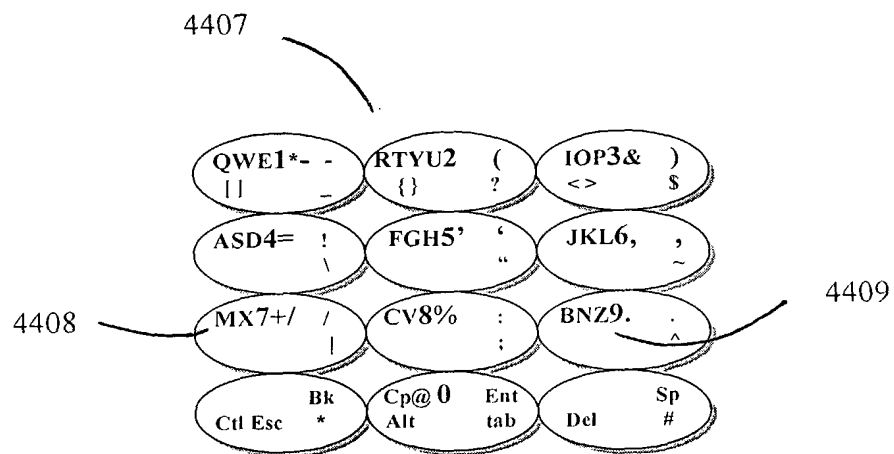 4407
QWE1*- -
[ ] _
RTYU2 (
{ } ?
IOP3& )
< > $
ASD4= !
\
FGH5' ‘
“
JKL6, ,
~
4408
MX7+/ /
|
CV8% :
;
BNZ9. .
^
4409
Bk
Ctl Esc *
Cp@ 0 Ent
Alt tab
Sp
Del #